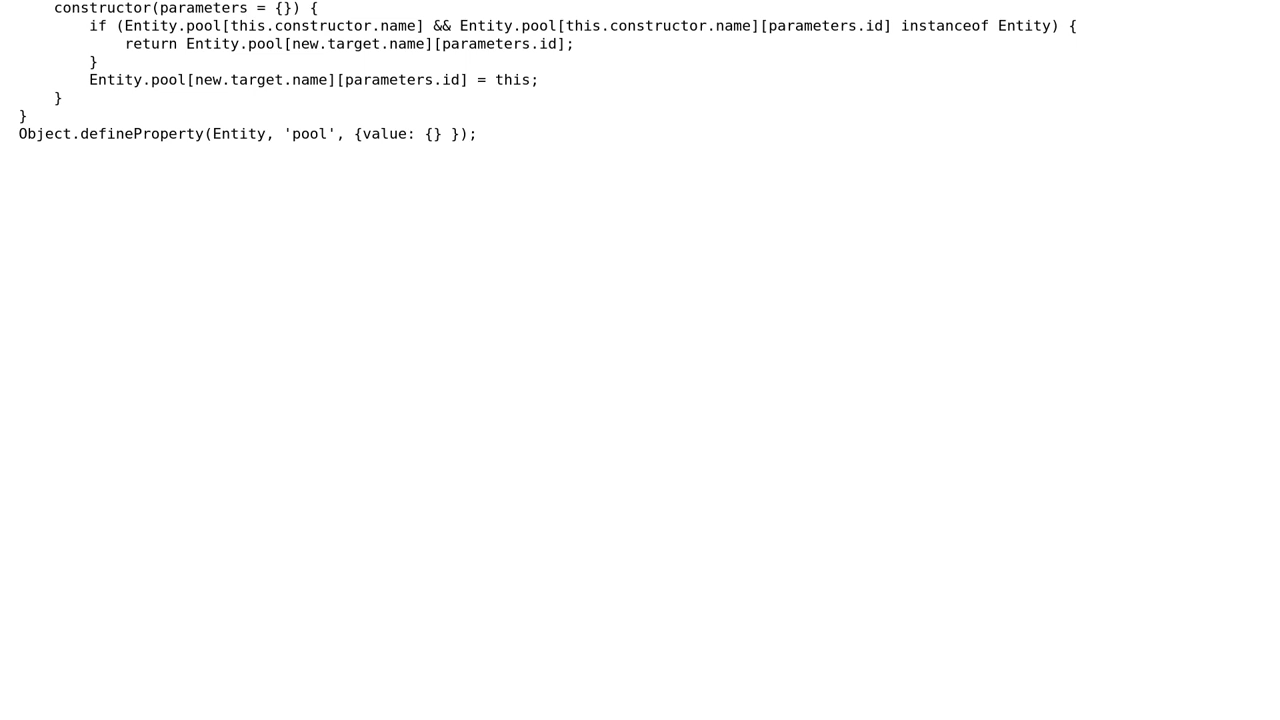 constructor(parameters = {}) {
        if (Entity.pool[this.constructor.name] && Entity.pool[this.constructor.name][parameters.id] instanceof Entity) {
            return Entity.pool[new.target.name][parameters.id];
        }
        Entity.pool[new.target.name][parameters.id] = this;
    }
}
Object.defineProperty(Entity, 'pool', {value: {} });